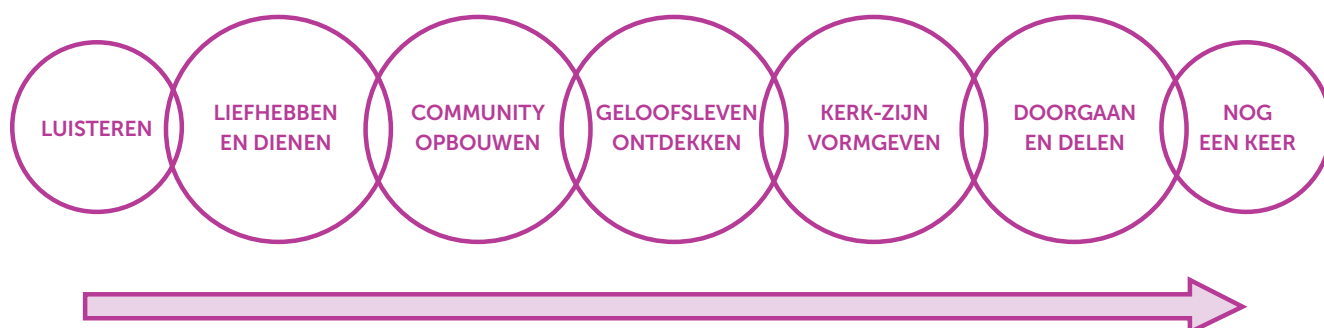 LUISTEREN
LIEFHEBBEN
EN DIENEN
COMMUNITY
OPBOUWEN
GELOOFSLEVEN
ONTDEKKEN
KERK-ZIJN
VORMGEVEN
DOORGAAN
EN DELEN
NOG
EEN KEER